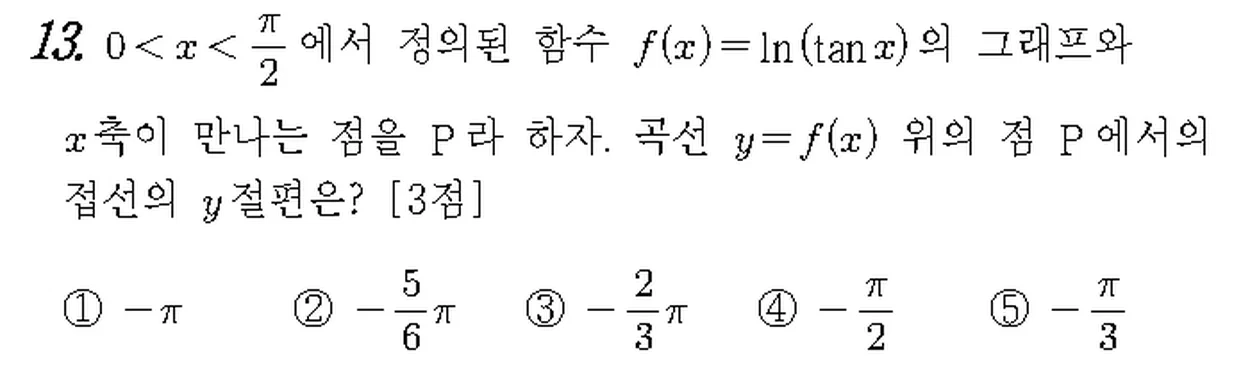 13. 0 < x < π/2 에서 정의된 함수 f(x) = ln(tan x)의 그래프와
x축이 만나는 점을 P라 하자. 곡선 y = f(x) 위의 점 P에서의
접선의 y절편은? [3점]
① -π ② -5/6 π ③ -2/3 π ④ -π/2 ⑤ -π/3